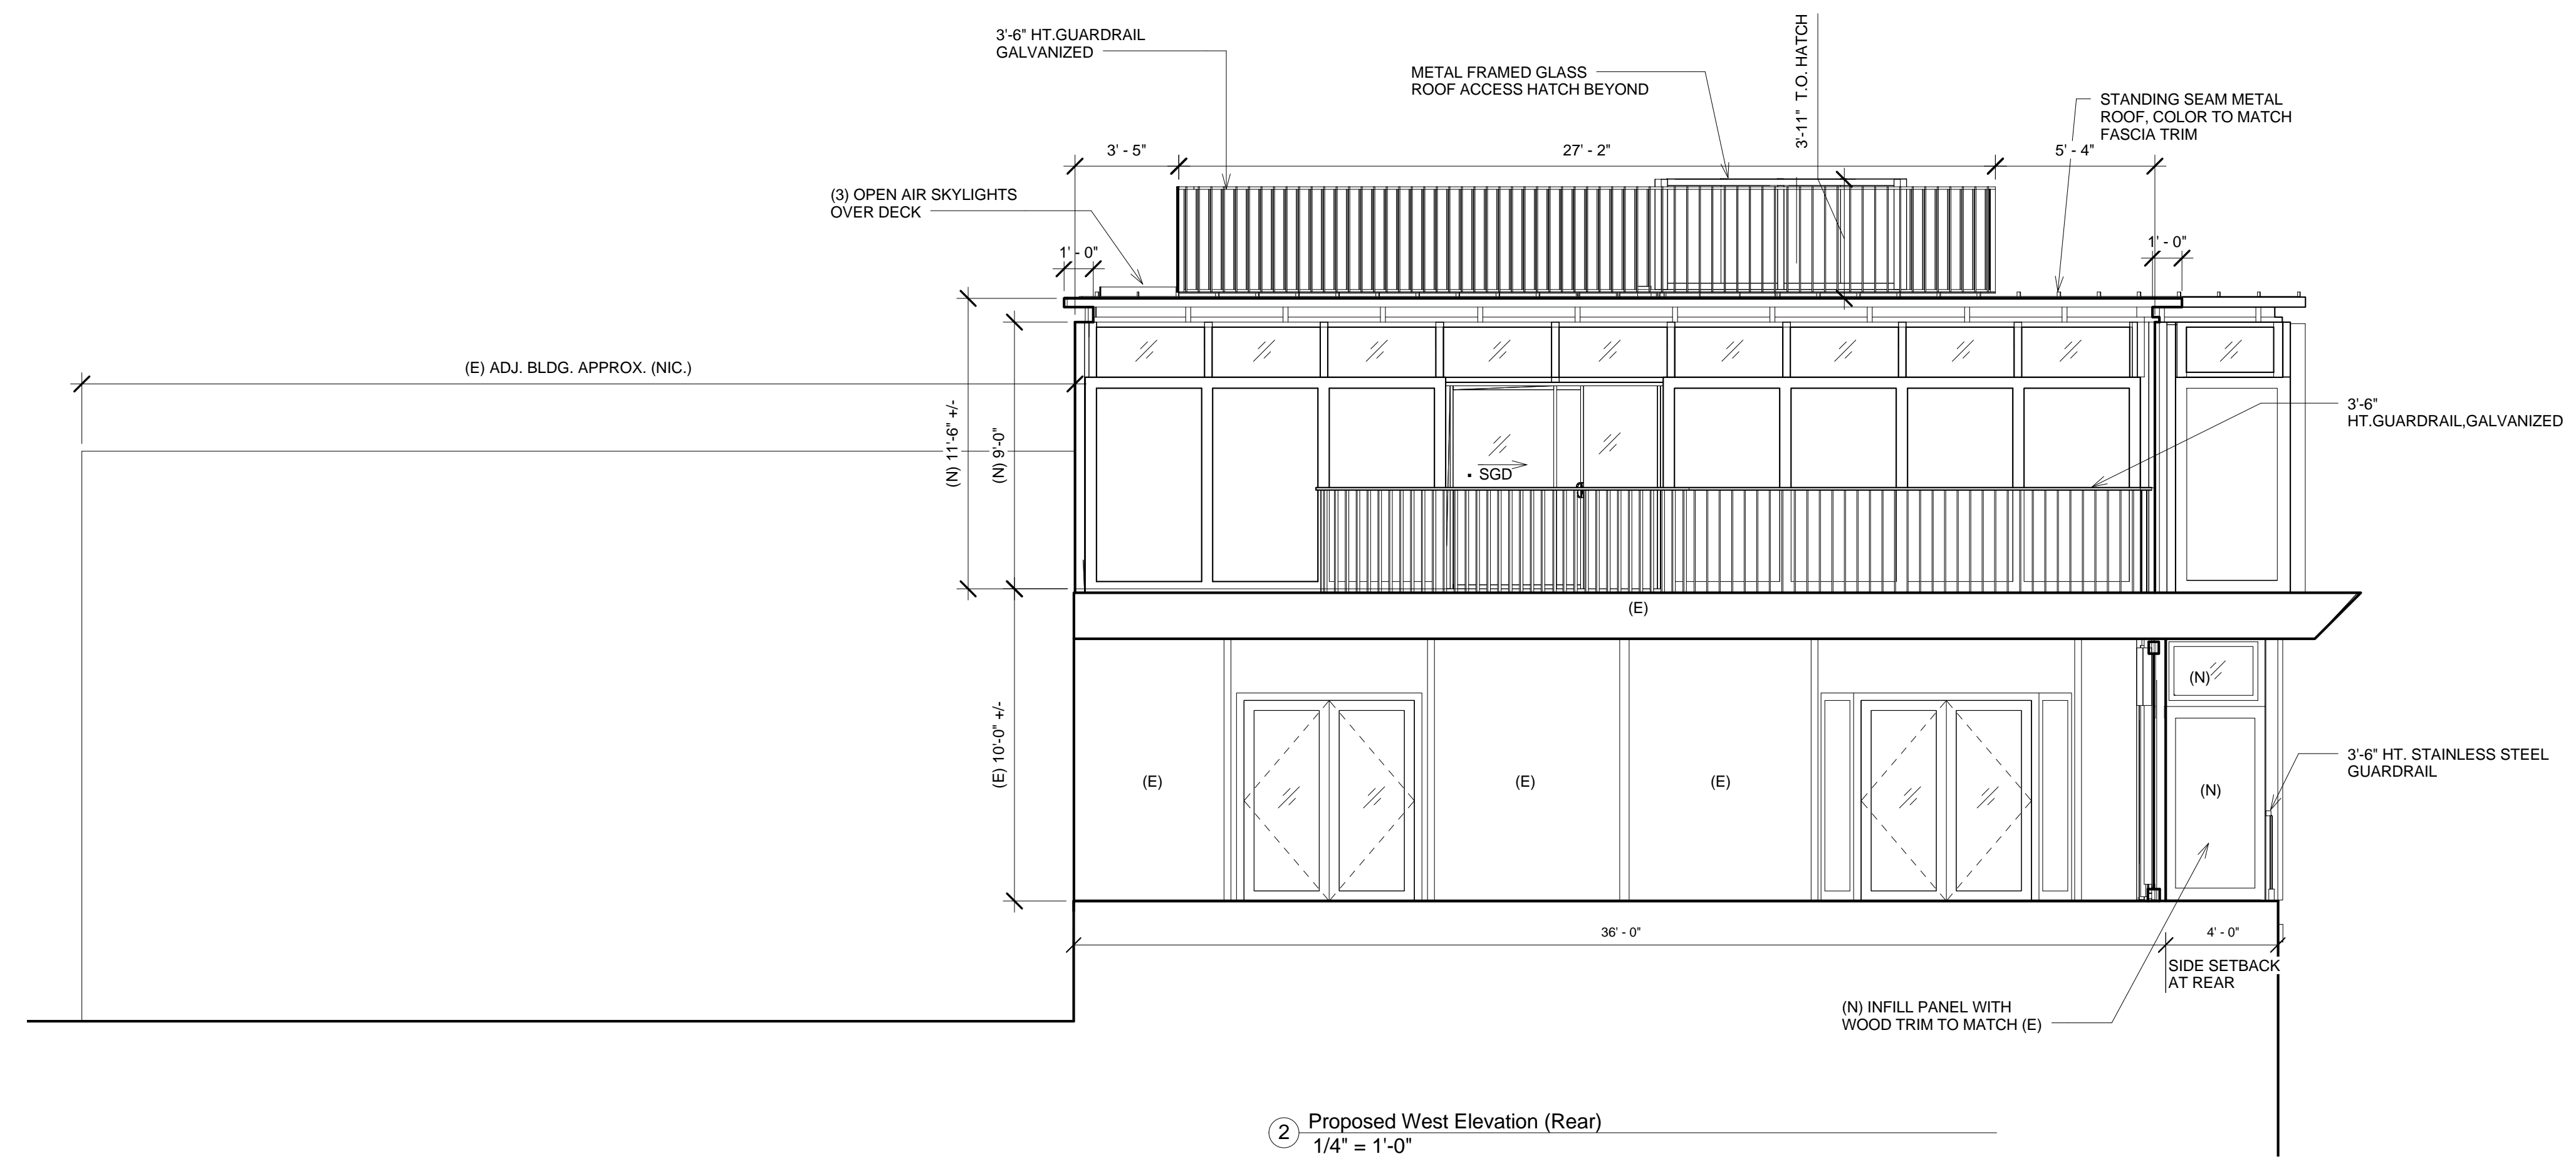 3'-6" HT.GUARDRAIL
GALVANIZED
METAL FRAMED GLASS
ROOF ACCESS HATCH BEYOND
3'-11" T.O. HATCH
STANDING SEAM METAL
ROOF, COLOR TO MATCH
FASCIA TRIM
3' - 5"
27' - 2"
5' - 4"
(3) OPEN AIR SKYLIGHTS
OVER DECK
1' - 0"
1' - 0"
(E) ADJ. BLDG. APPROX. (NIC.)
(N) 11'-6" +/-
(N) 9'-0"
SGD
3'-6"
HT.GUARDRAIL,GALVANIZED
(E)
(E) 10'-0" +/-
(E)
(E)
(E)
(N)
(N)
3'-6" HT. STAINLESS STEEL
GUARDRAIL
36' - 0"
4' - 0"
SIDE SETBACK
AT REAR
(N) INFILL PANEL WITH
WOOD TRIM TO MATCH (E)
2
Proposed West Elevation (Rear)
1/4" = 1'-0"